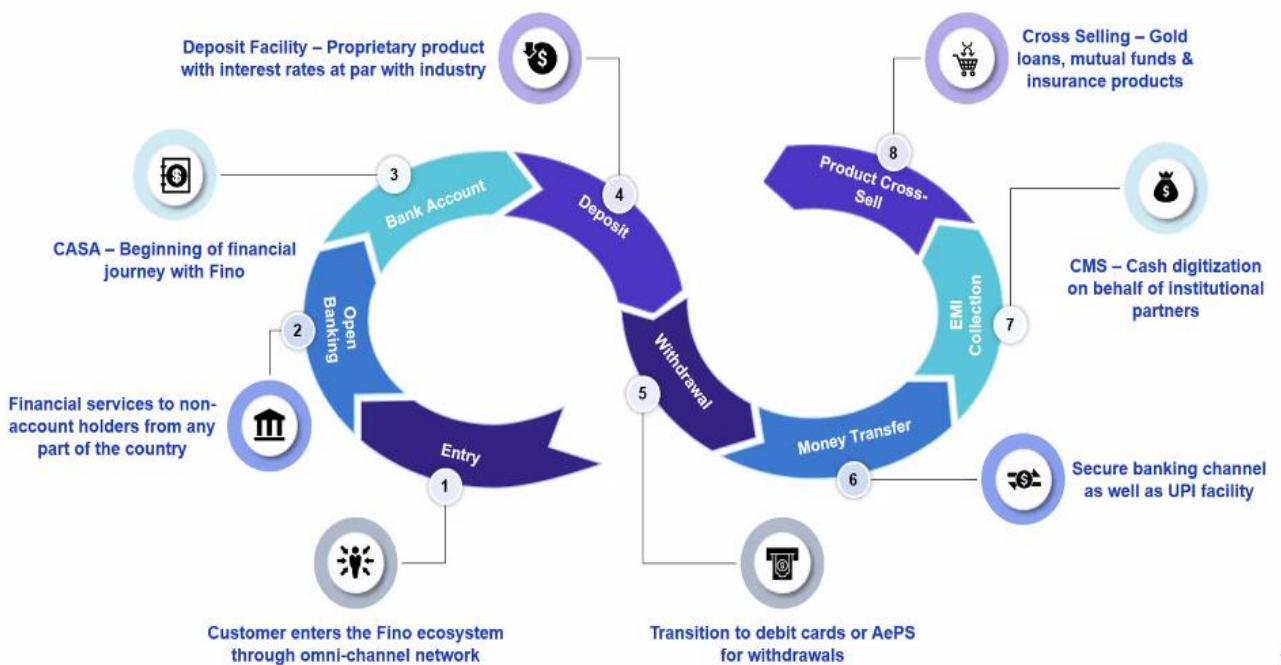 Deposit Facility – Proprietary product
with interest rates at par with industry
Cross Selling – Gold
loans, mutual funds &
insurance products
3
Bank Account
4
Deposit
8
Product Cross-
Sell
CASA – Beginning of financial
journey with Fino
CMS – Cash digitization
on behalf of institutional
partners
2
Open
Banking
7
EMI
Collection
5
Withdrawal
Financial services to non-
account holders from any
part of the country
Entry
1
Money Transfer
6
Secure banking channel
as well as UPI facility
Customer enters the Fino ecosystem
through omni-channel network
Transition to debit cards or AePS
for withdrawals